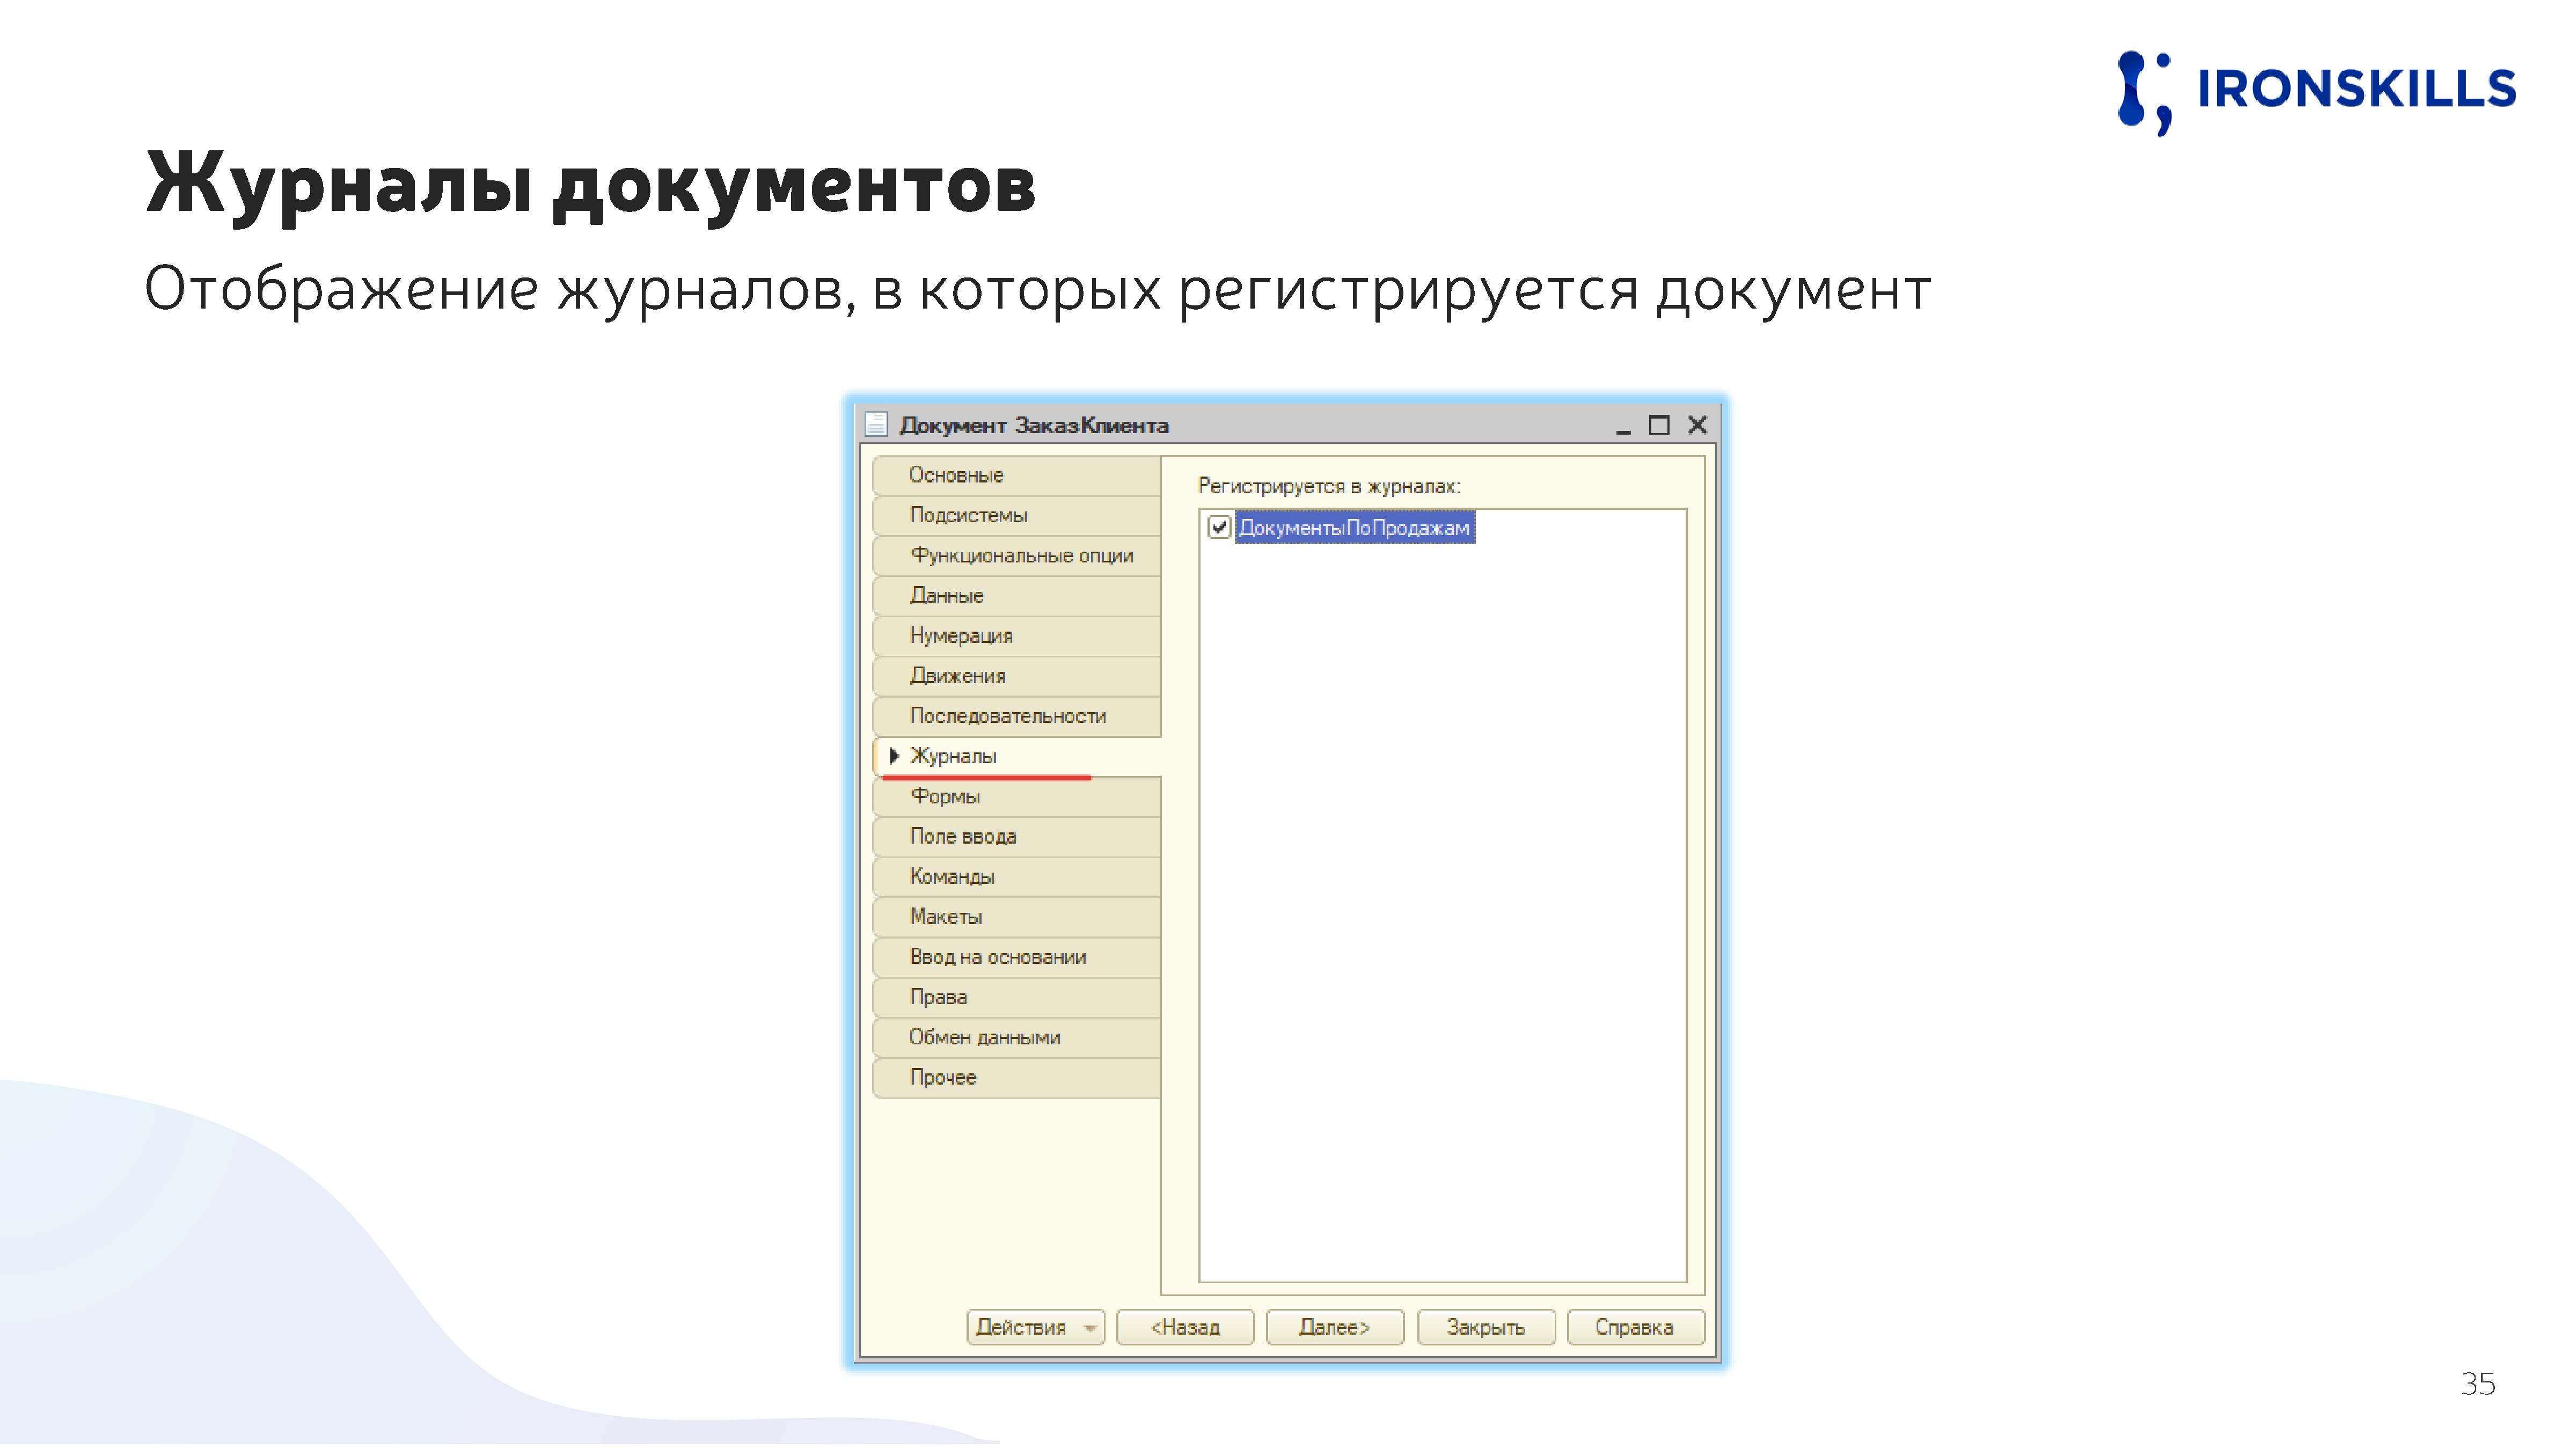 IRONSKILLS
Журналы документов
Отображение журналов, в которых регистрируется документ
Документ ЗаказКлиента
Основные
Подсистемы
Функциональные опции
Данные
Нумерация
Движения
Последовательности
Журналы
Формы
Поле ввода
Команды
Макеты
Ввод на основании
Права
Обмен данными
Прочее
Регистрируется в журналах:
ДокументыПоПродажам
Действия
<Назад
Далее>
Закрыть
Справка
35